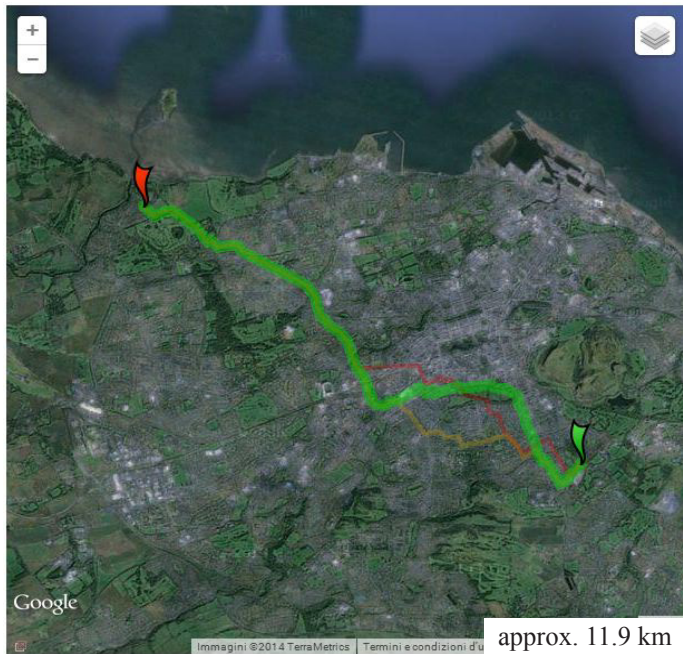 +
−
Google
Immagini ©2014 TerraMetrics
Termini e condizioni d'u
approx. 11.9 km